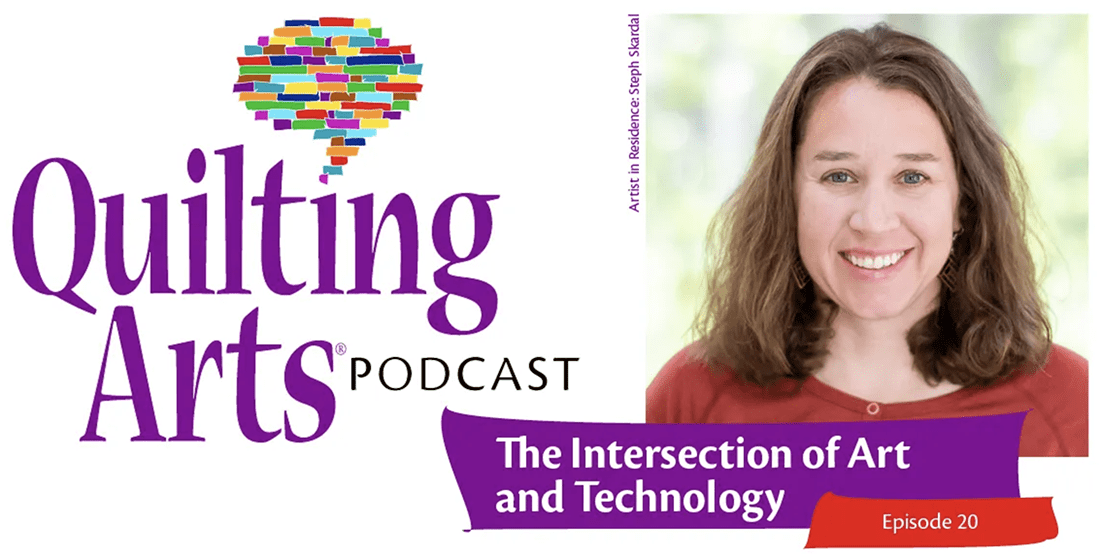 Quilting
Arts® PODCAST
Artist in Residence: Steph Skardal
The Intersection of Art
and Technology
Episode 20